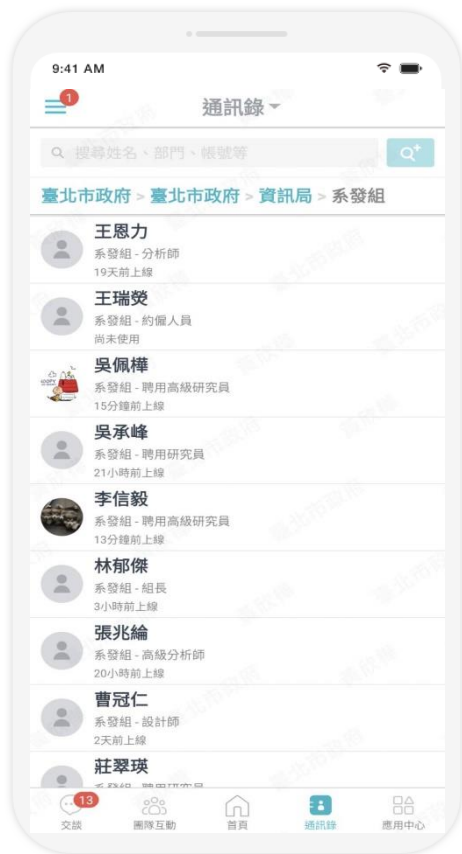 9:41 AM
1
通訊錄
搜尋姓名、部門、帳號等
臺北市政府 > 臺北市政府 > 資訊局 > 系發組
王恩力
系發組 - 分析師
19天前上線
王瑞熒
系發組 - 約僱人員
尚未使用
吳佩樺
系發組 - 聘用高級研究員
15分鐘前上線
吳承峰
系發組 - 聘用研究員
21小時前上線
李信毅
系發組 - 聘用高級研究員
13分鐘前上線
林郁傑
系發組 - 組長
3小時前上線
張兆綸
系發組 - 高級分析師
20小時前上線
曹冠仁
系發組 - 設計師
2天前上線
莊翠瑛
13
交談 團隊互動 首頁 通訊錄 應用中心